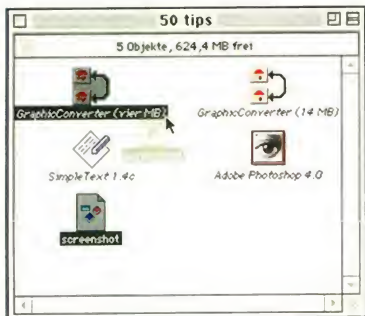 50 tips
5 Objekte, 624,4 MB frei
GraphicConverter (vier MB)
GraphicConverter (14 MB)
SimpleText 1.4c
Adobe Photoshop 4.0
screenshot